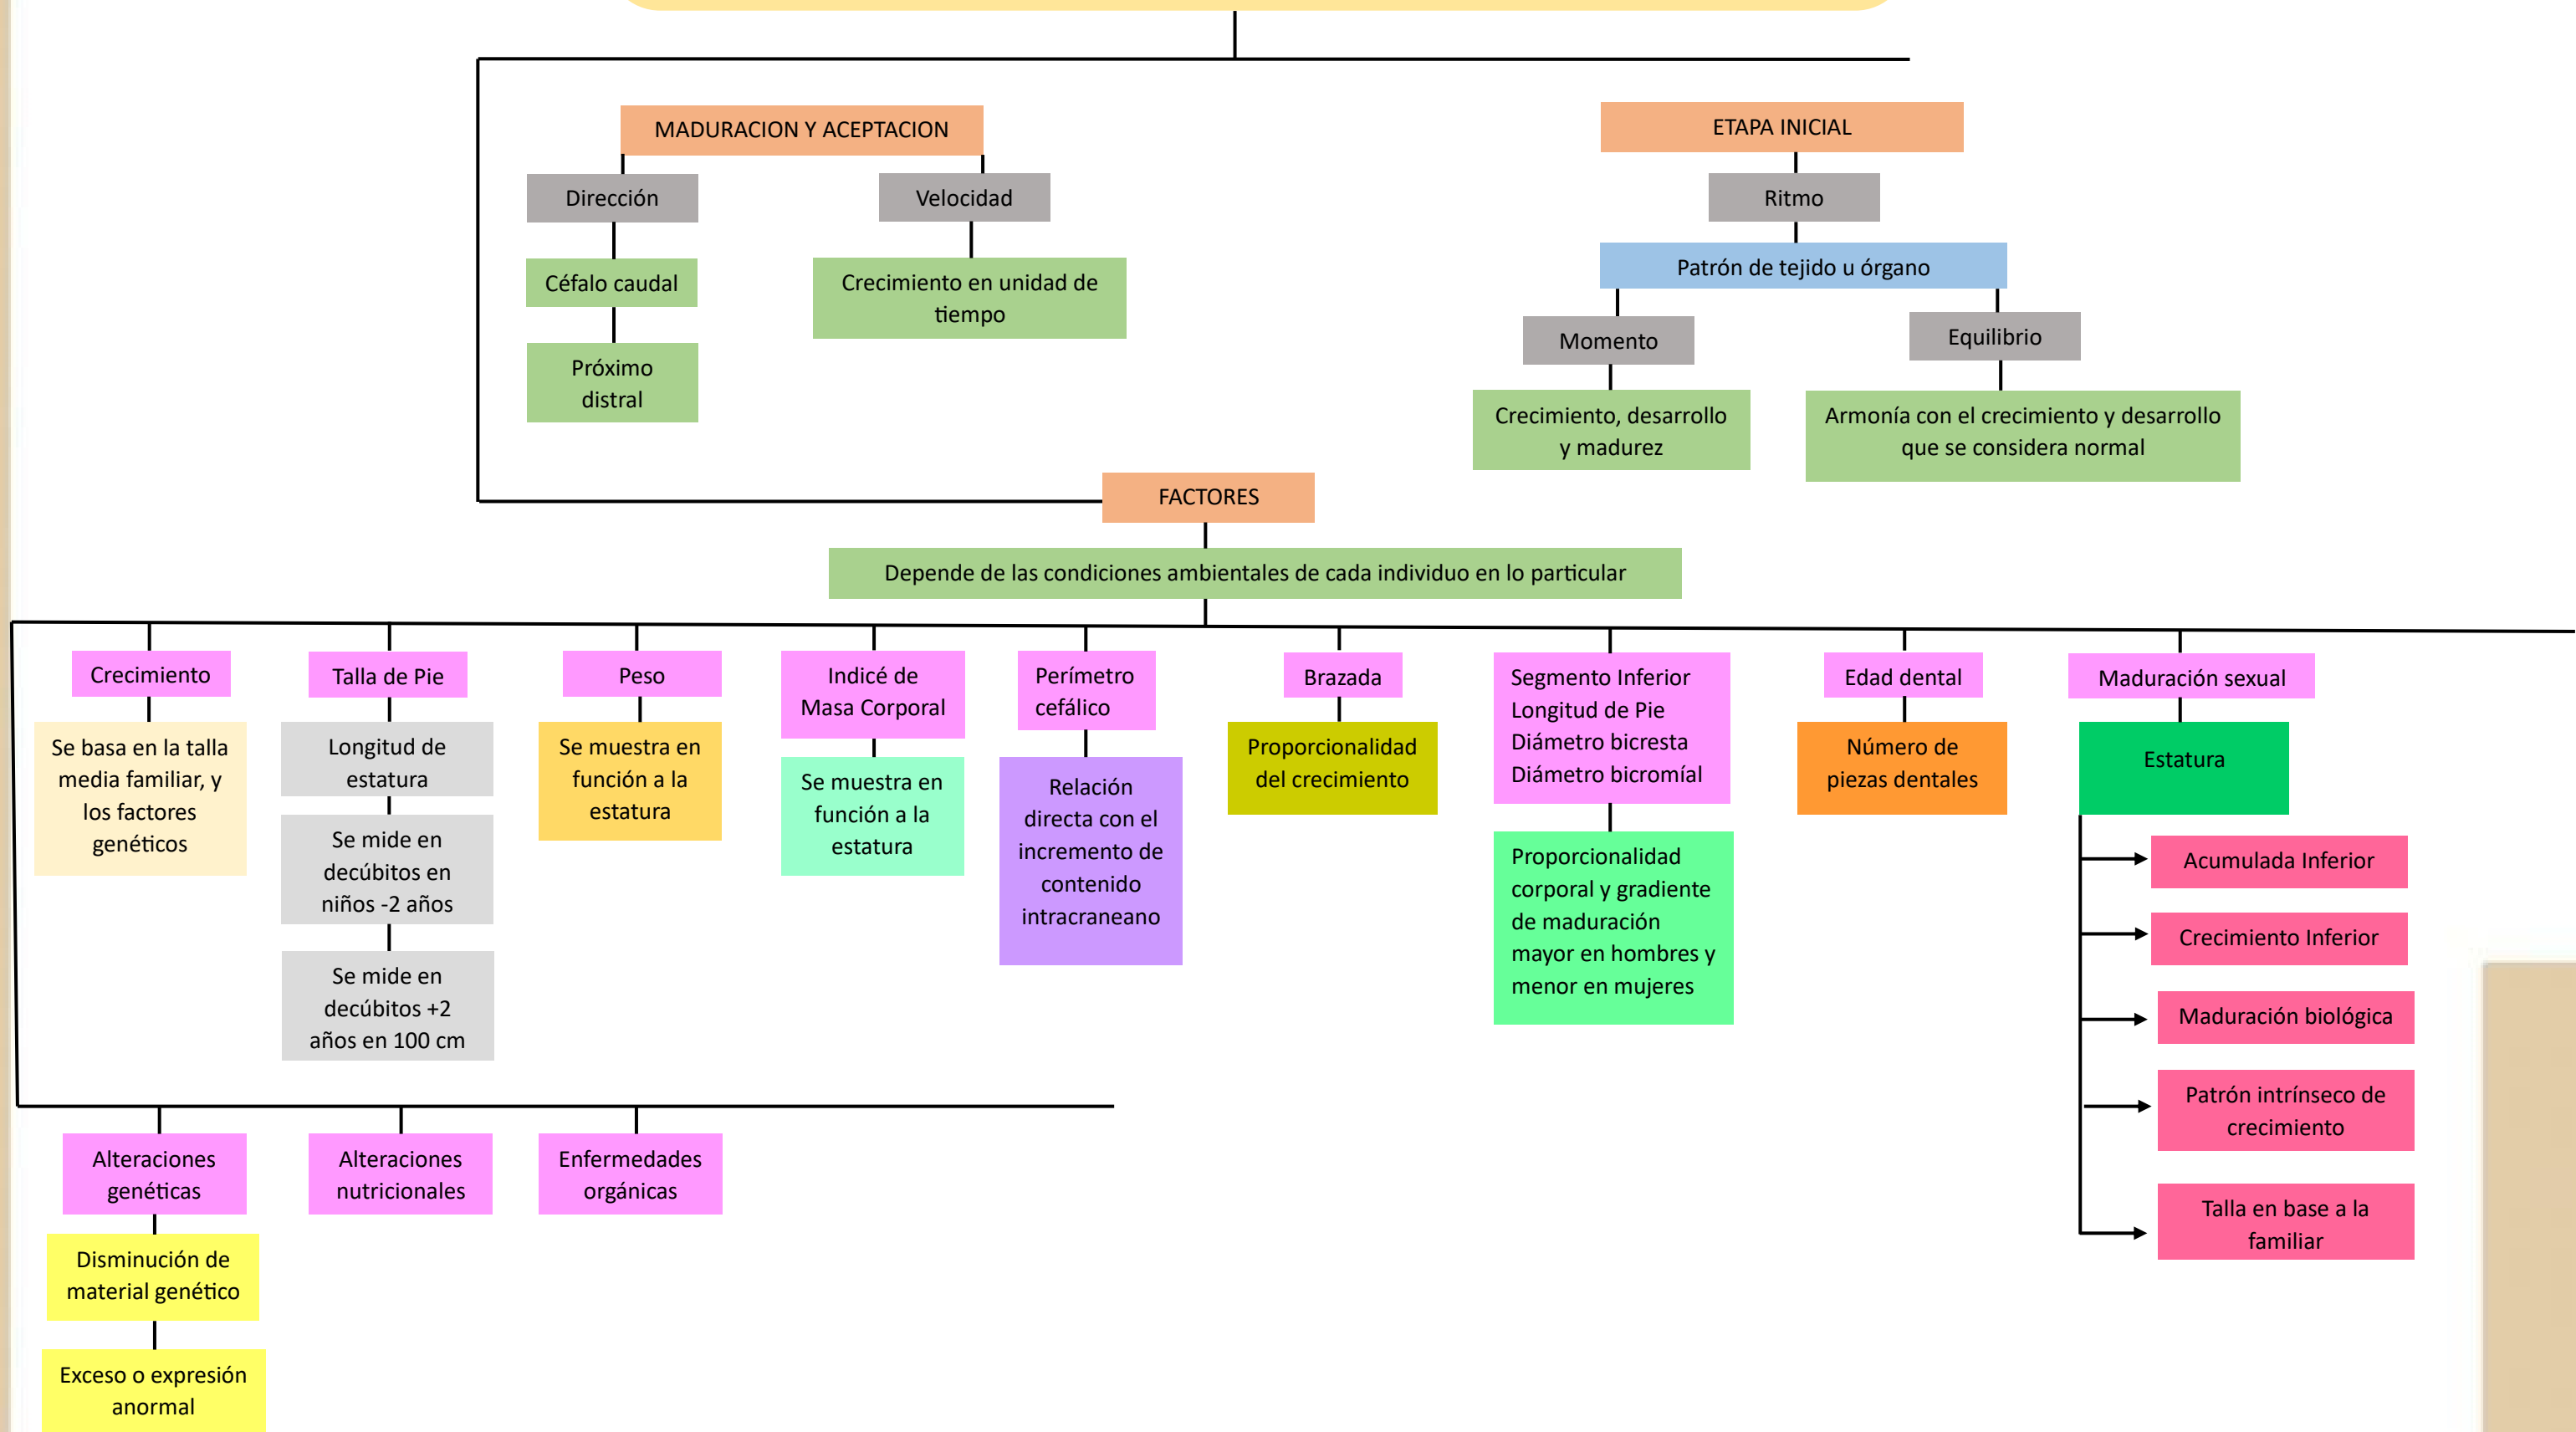 MADURACION Y ACEPTACION
ETAPA INICIAL
Dirección
Velocidad
Ritmo
Céfalo caudal
Crecimiento en unidad de
tiempo
Patrón de tejido u órgano
Próximo
distral
Momento
Equilibrio
Crecimiento, desarrollo
y madurez
Armonía con el crecimiento y desarrollo
que se considera normal
FACTORES
Depende de las condiciones ambientales de cada individuo en lo particular
Crecimiento
Se basa en la talla
media familiar, y
los factores
genéticos
Talla de Pie
Longitud de
estatura
Se mide en
decúbitos en
niños -2 años
Se mide en
decúbitos +2
años en 100 cm
Peso
Se muestra en
función a la
estatura
Indicé de
Masa Corporal
Se muestra en
función a la
estatura
Perímetro
cefálico
Relación
directa con el
incremento de
contenido
intracraneano
Brazada
Proporcionalidad
del crecimiento
Segmento Inferior
Longitud de Pie
Diámetro bicresta
Diámetro bicromíal
Proporcionalidad
corporal y gradiente
de maduración
mayor en hombres y
menor en mujeres
Edad dental
Número de
piezas dentales
Maduración sexual
Estatura
Acumulada Inferior
Crecimiento Inferior
Maduración biológica
Patrón intrínseco de
crecimiento
Talla en base a la
familiar
Alteraciones
genéticas
Disminución de
material genético
Exceso o expresión
anormal
Alteraciones
nutricionales
Enfermedades
orgánicas